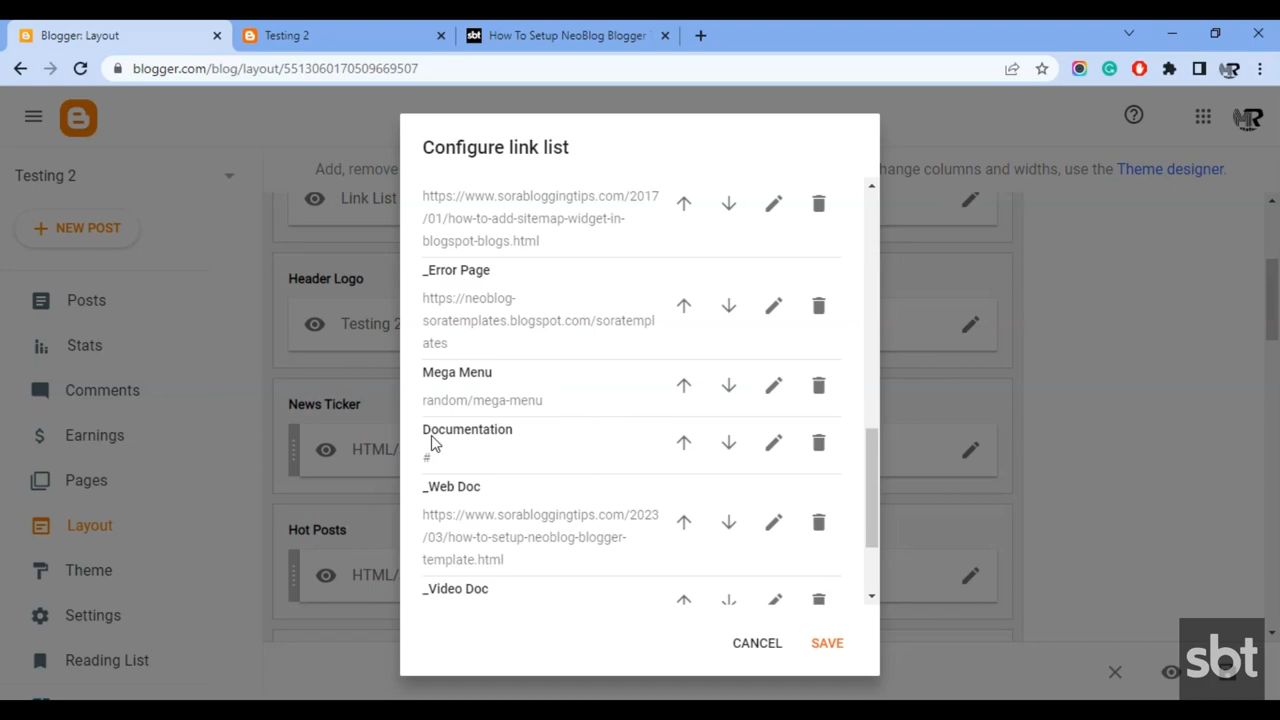 Blogger: Layout
Testing 2
sbt How To Setup NeoBlog Blogger
blogger.com/blog/layout/5513060170509669507
MR
Testing 2
Add, remove
change columns and widths, use the Theme designer.
NEW POST
Posts
Stats
Comments
Earnings
Pages
Layout
Theme
Settings
Reading List
Link List
Header Logo
Testing 2
News Ticker
HTML/
Hot Posts
HTML/
Configure link list
https://www.sorabloggingtips.com/2017
/01/how-to-add-sitemap-widget-in-
blogspot-blogs.html
_Error Page
https://neoblog-
soratemplates.blogspot.com/soratempl
ates
Mega Menu
random/mega-menu
Documentation
#
_Web Doc
https://www.sorabloggingtips.com/2023
/03/how-to-setup-neoblog-blogger-
template.html
_Video Doc
CANCEL
SAVE
sbt